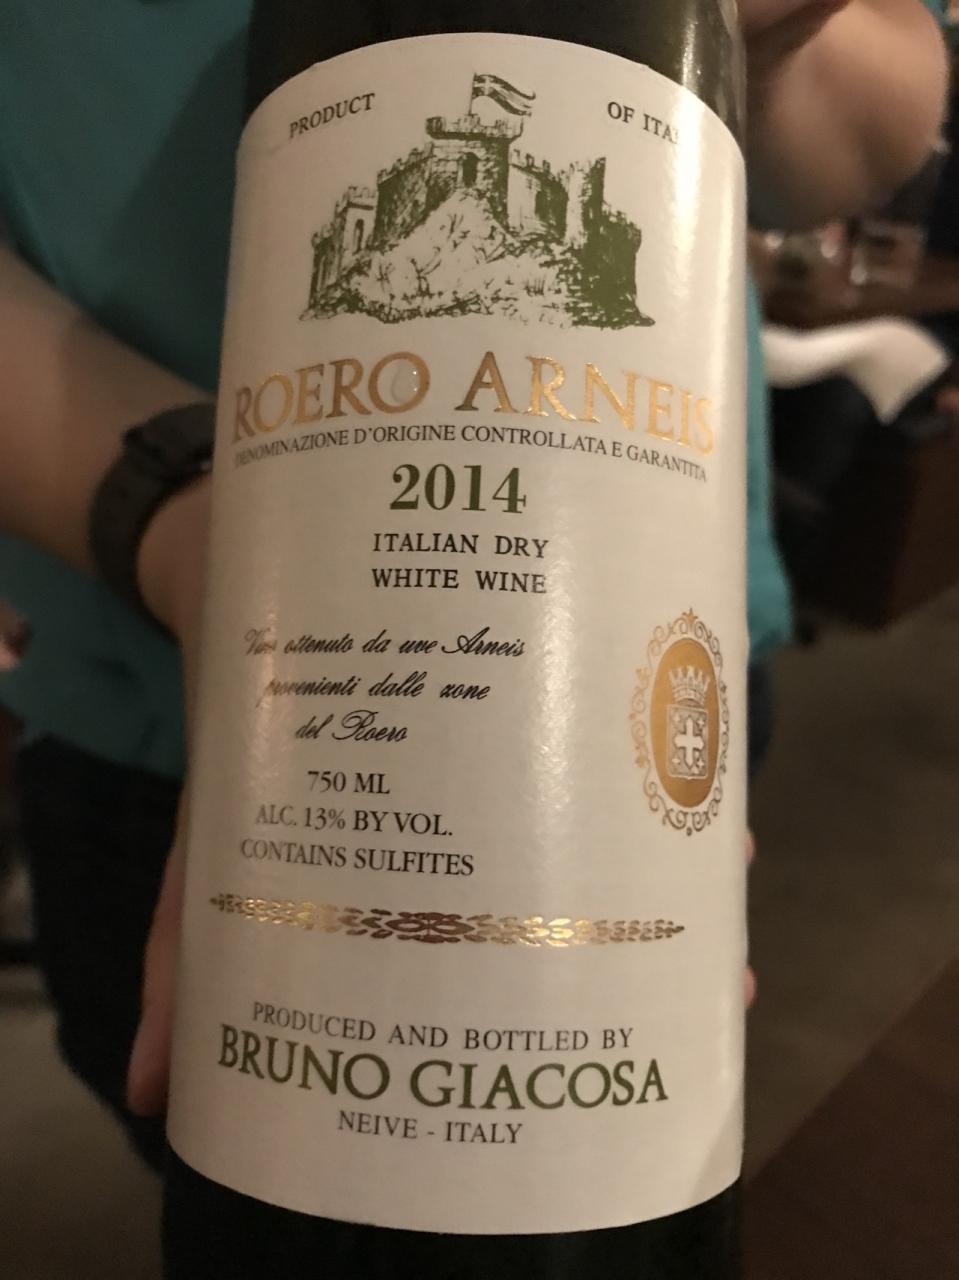 PRODUCT OF ITA
ROERO ARNEIS
DENOMINAZIONE D'ORIGINE CONTROLLATA E GARANTITA
2014
ITALIAN DRY
WHITE WINE
Vino ottenuto da uve Arneis
provenienti dalle zone
del Roero
750 ML
ALC. 13% BY VOL.
CONTAINS SULFITES
PRODUCED AND BOTTLED BY
BRUNO GIACOSA
NEIVE - ITALY